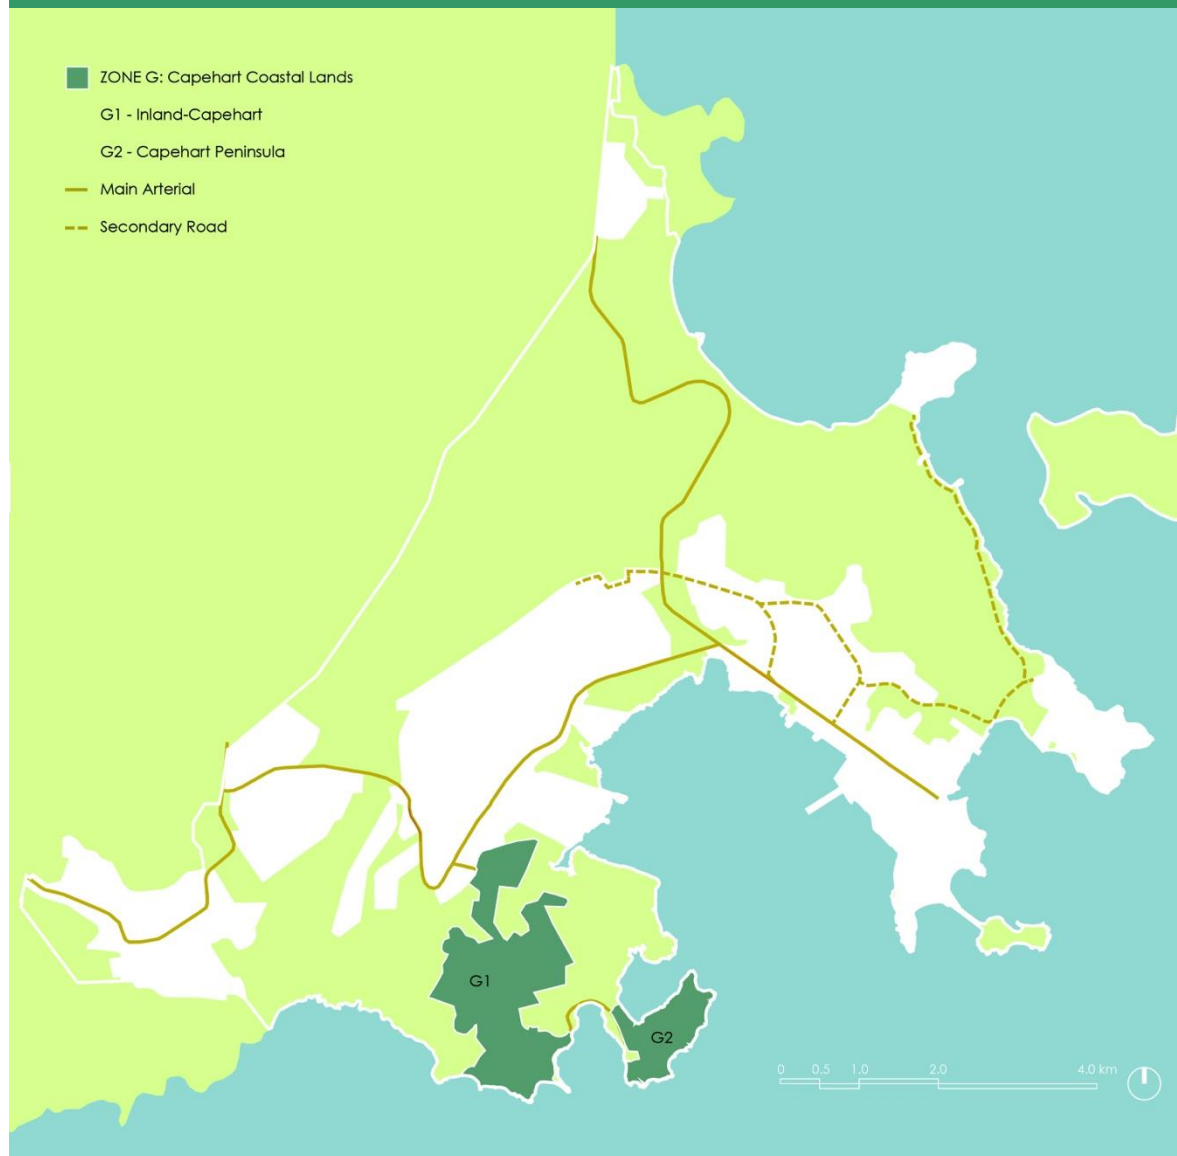 ZONE G: Capehart Coastal Lands
G1 - Inland-Capehart
G2 - Capehart Peninsula
Main Arterial
Secondary Road
G1
G2
0 0.5 1.0 2.0 4.0 km